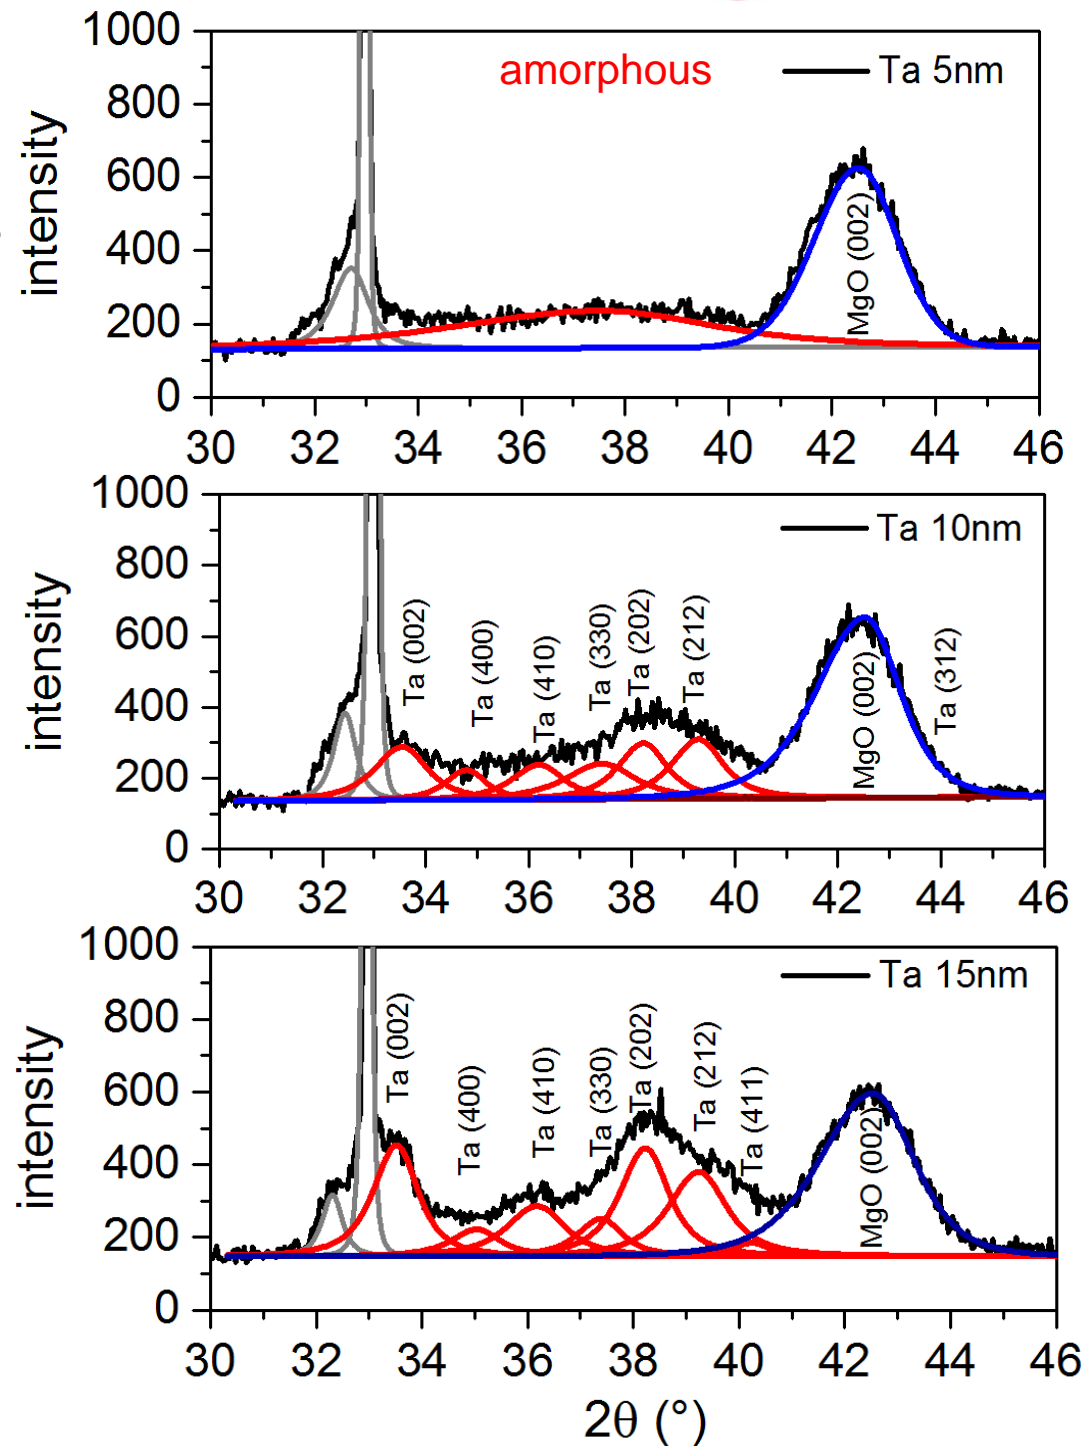 amorphous
Ta 5nm
1000
800
600
400
200
0
intensity
MgO (002)
30 32 34 36 38 40 42 44 46
Ta 10nm
1000
800
600
400
200
0
intensity
Ta (002)
Ta (400)
Ta (410)
Ta (330)
Ta (202)
Ta (212)
MgO (002)
Ta (312)
30 32 34 36 38 40 42 44 46
Ta 15nm
1000
800
600
400
200
0
intensity
Ta (002)
Ta (400)
Ta (410)
Ta (330)
Ta (202)
Ta (212)
Ta (411)
MgO (002)
30 32 34 36 38 40 42 44 46
2θ (°)